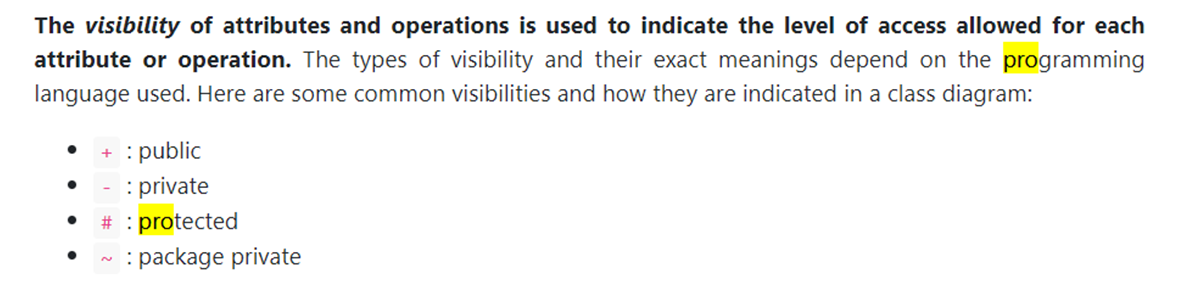 The visibility of attributes and operations is used to indicate the level of access allowed for each
attribute or operation. The types of visibility and their exact meanings depend on the programming
language used. Here are some common visibilities and how they are indicated in a class diagram:
• + : public
• - : private
• # : protected
• ~ : package private